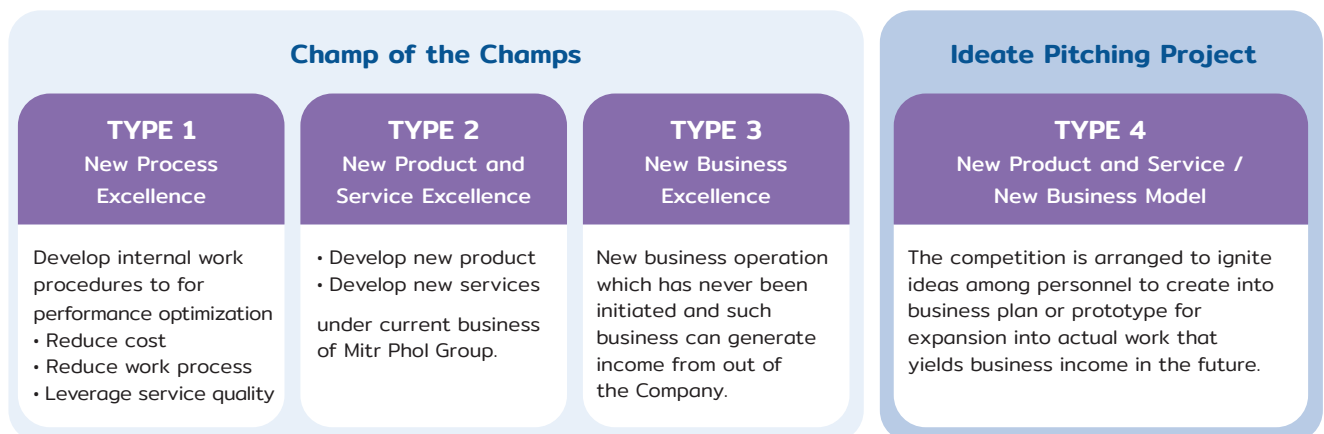 Champ of the Champs
TYPE 1
New Process
Excellence
Develop internal work
procedures to for
performance optimization
• Reduce cost
• Reduce work process
• Leverage service quality
TYPE 2
New Product and
Service Excellence
• Develop new product
• Develop new services
under current business
of Mitr Phol Group.
TYPE 3
New Business
Excellence
New business operation
which has never been
initiated and such
business can generate
income from out of
the Company.
Ideate Pitching Project
TYPE 4
New Product and Service /
New Business Model
The competition is arranged to ignite
ideas among personnel to create into
business plan or prototype for
expansion into actual work that
yields business income in the future.